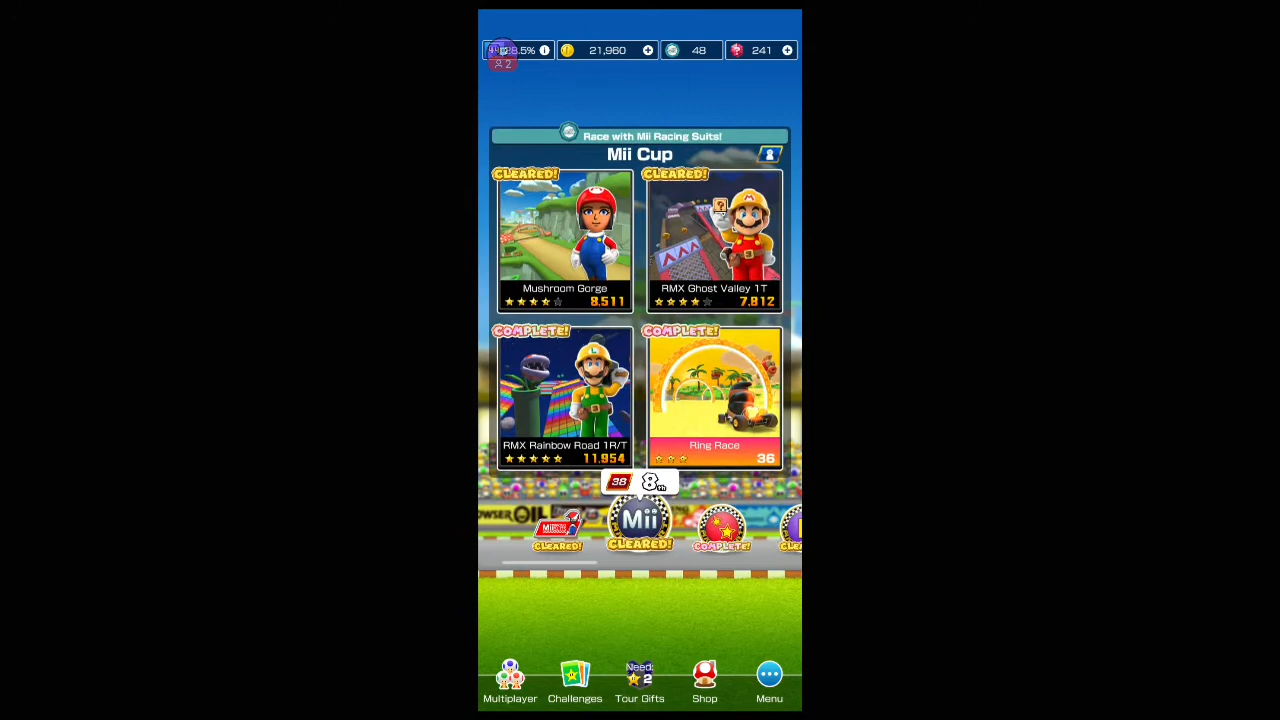 21,960
48
241
Race with Mii Racing Suits!
Mii Cup
CLEARED!
CLEARED!
Mushroom Gorge
8,511
RMX Ghost Valley 1T
7,812
COMPLETE!
COMPLETE!
RMX Rainbow Road 1R/T
11,954
Ring Race
36
38 8th
OWSER OIL
Mii
CLEARED!
CLEARED!
COMPLETE!
Need:
2
Multiplayer
Challenges
Tour Gifts
Shop
Menu